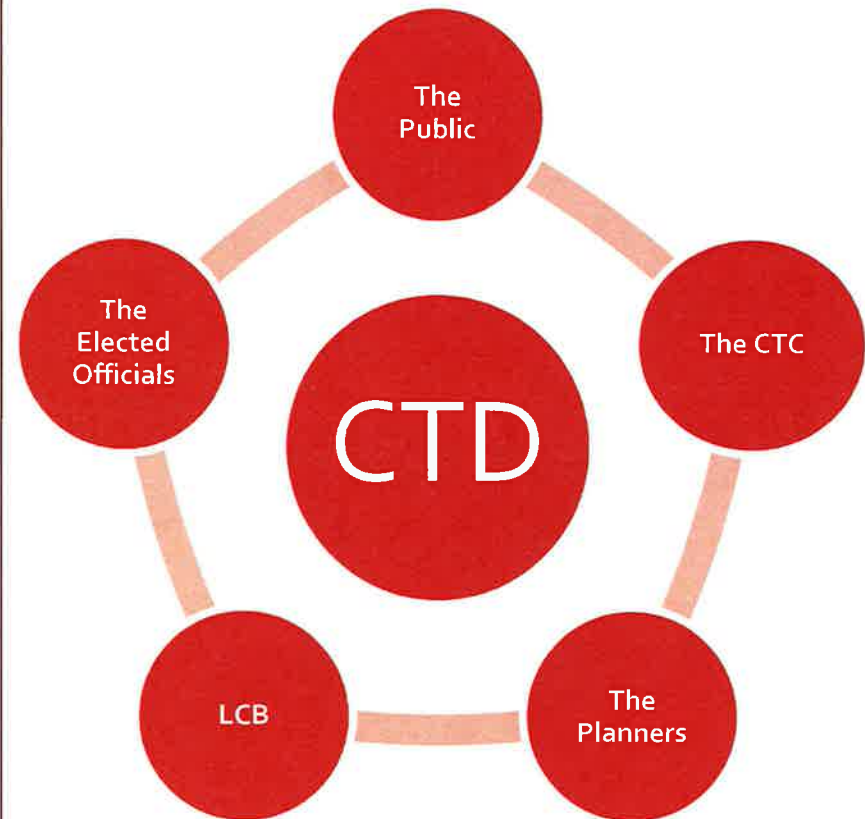 The
Public
The
Elected
Officials
The CTC
CTD
LCB
The
Planners